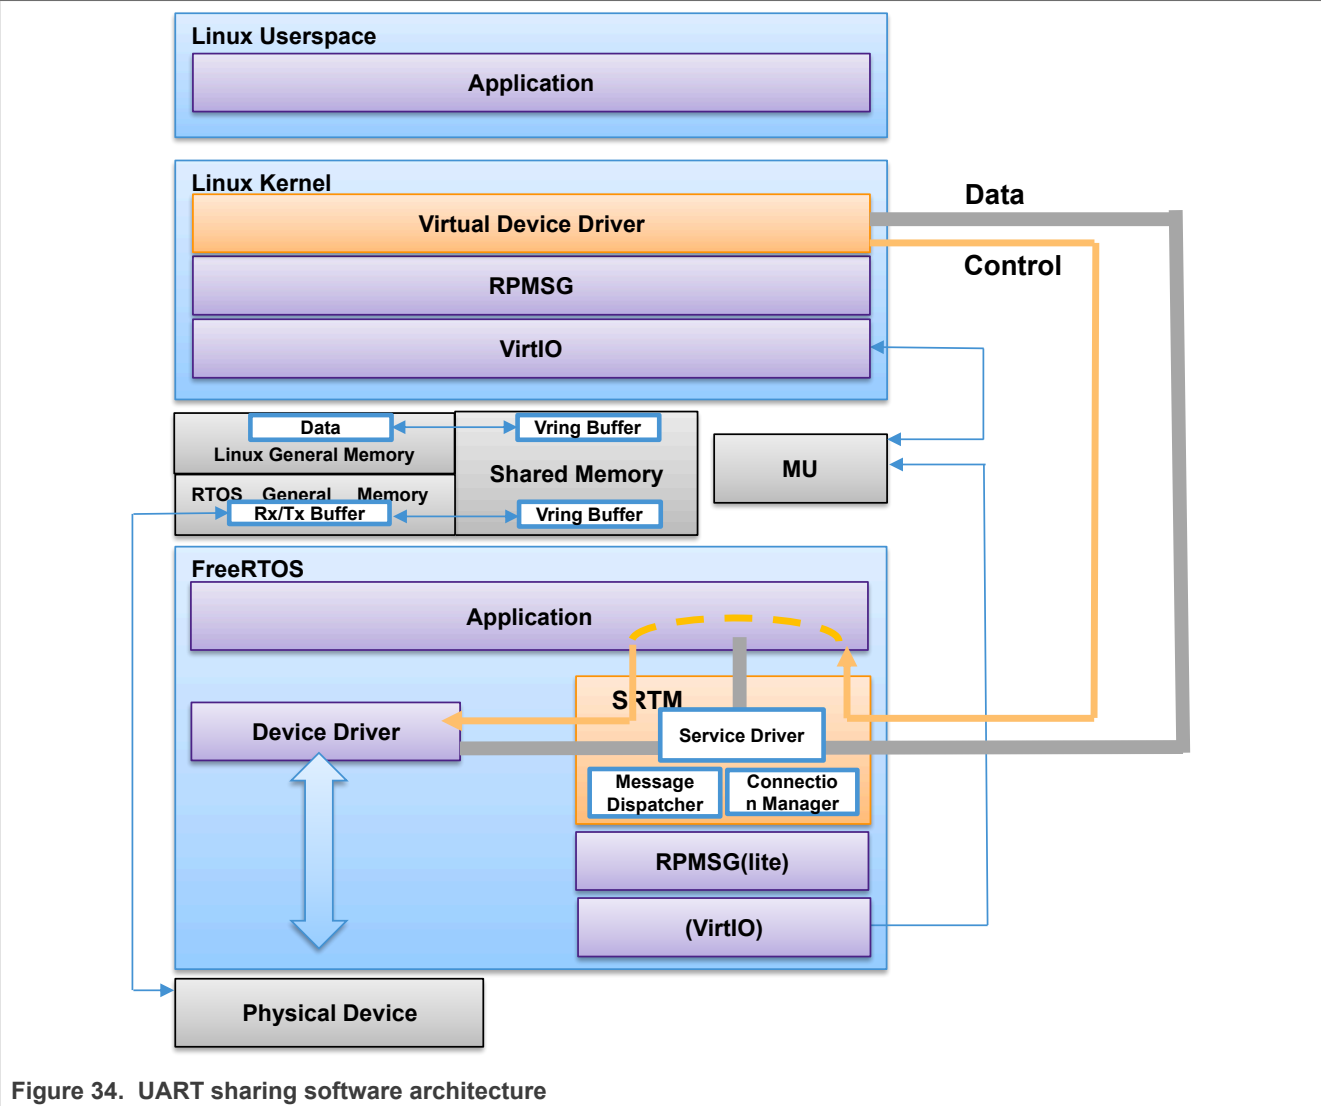 Linux Userspace
Application
Linux Kernel
Virtual Device Driver
Data
Control
RPMSG
VirtIO
Data
Vring Buffer
Linux General Memory
Shared Memory
MU
RTOS General Memory
Rx/Tx Buffer
Vring Buffer
FreeRTOS
Application
SRTM
Device Driver
Service Driver
Message
Dispatcher
Connectio
n Manager
RPMSG(lite)
(VirtIO)
Physical Device
Figure 34. UART sharing software architecture